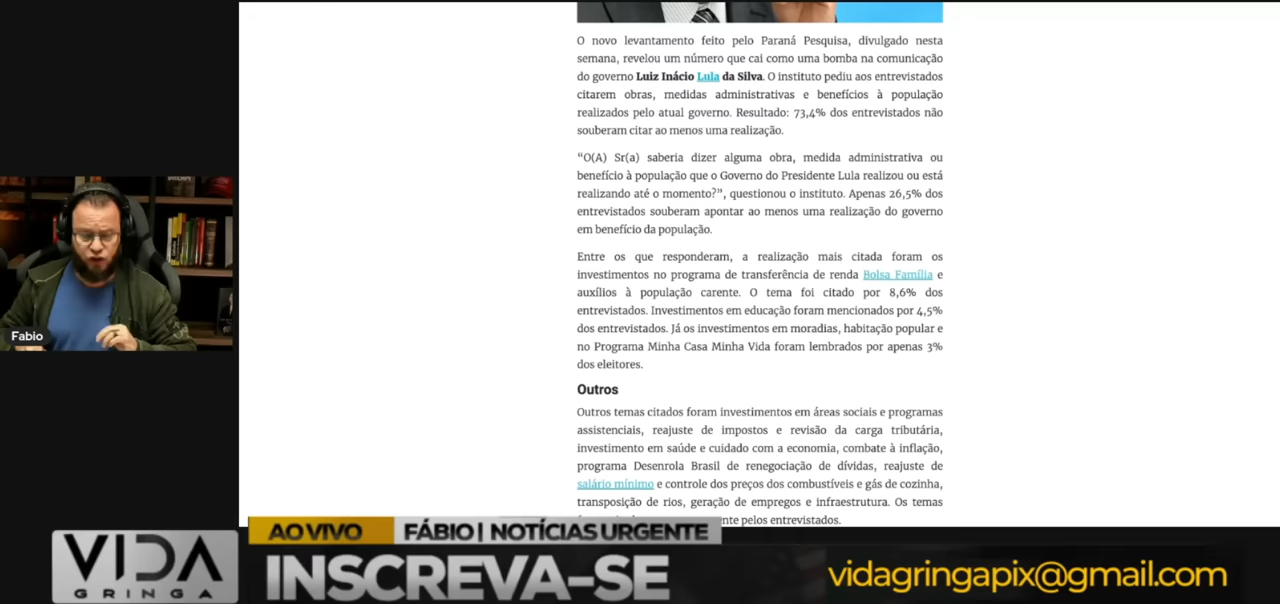 O novo levantamento feito pelo Paraná Pesquisa, divulgado nesta
semana, revelou um número que cai como uma bomba na comunicação
do governo Luiz Inácio Lula da Silva. O instituto pediu aos entrevistados
citarem obras, medidas administrativas e benefícios à população
realizados pelo atual governo. Resultado: 73,4% dos entrevistados não
souberam citar ao menos uma realização.
“O(A) Sr(a) saberia dizer alguma obra, medida administrativa ou
benefício à população que o Governo do Presidente Lula realizou ou está
realizando até o momento?”, questionou o instituto. Apenas 26,5% dos
entrevistados souberam apontar ao menos uma realização do governo
em benefício da população.
Entre os que responderam, a realização mais citada foram os
investimentos no programa de transferência de renda Bolsa Família e
auxílios à população carente. O tema foi citado por 8,6% dos
entrevistados. Investimentos em educação foram mencionados por 4,5%
dos entrevistados. Já os investimentos em moradias, habitação popular e
no Programa Minha Casa Minha Vida foram lembrados por apenas 3%
dos eleitores.
Outros
Outros temas citados foram investimentos em áreas sociais e programas
assistenciais, reajuste de impostos e revisão da carga tributária,
investimento em saúde e cuidado com a economia, combate à inflação,
programa Desenrola Brasil de renegociação de dívidas, reajuste de
salário mínimo e controle dos preços dos combustíveis e gás de cozinha,
transposição de rios, geração de empregos e infraestrutura. Os temas
nte pelos entrevistados.
Fabio
AO VIVO FÁBIO | NOTÍCIAS URGENTE
VIDA
GRINGA
INSCREVA-SE
vidagringapix@gmail.com